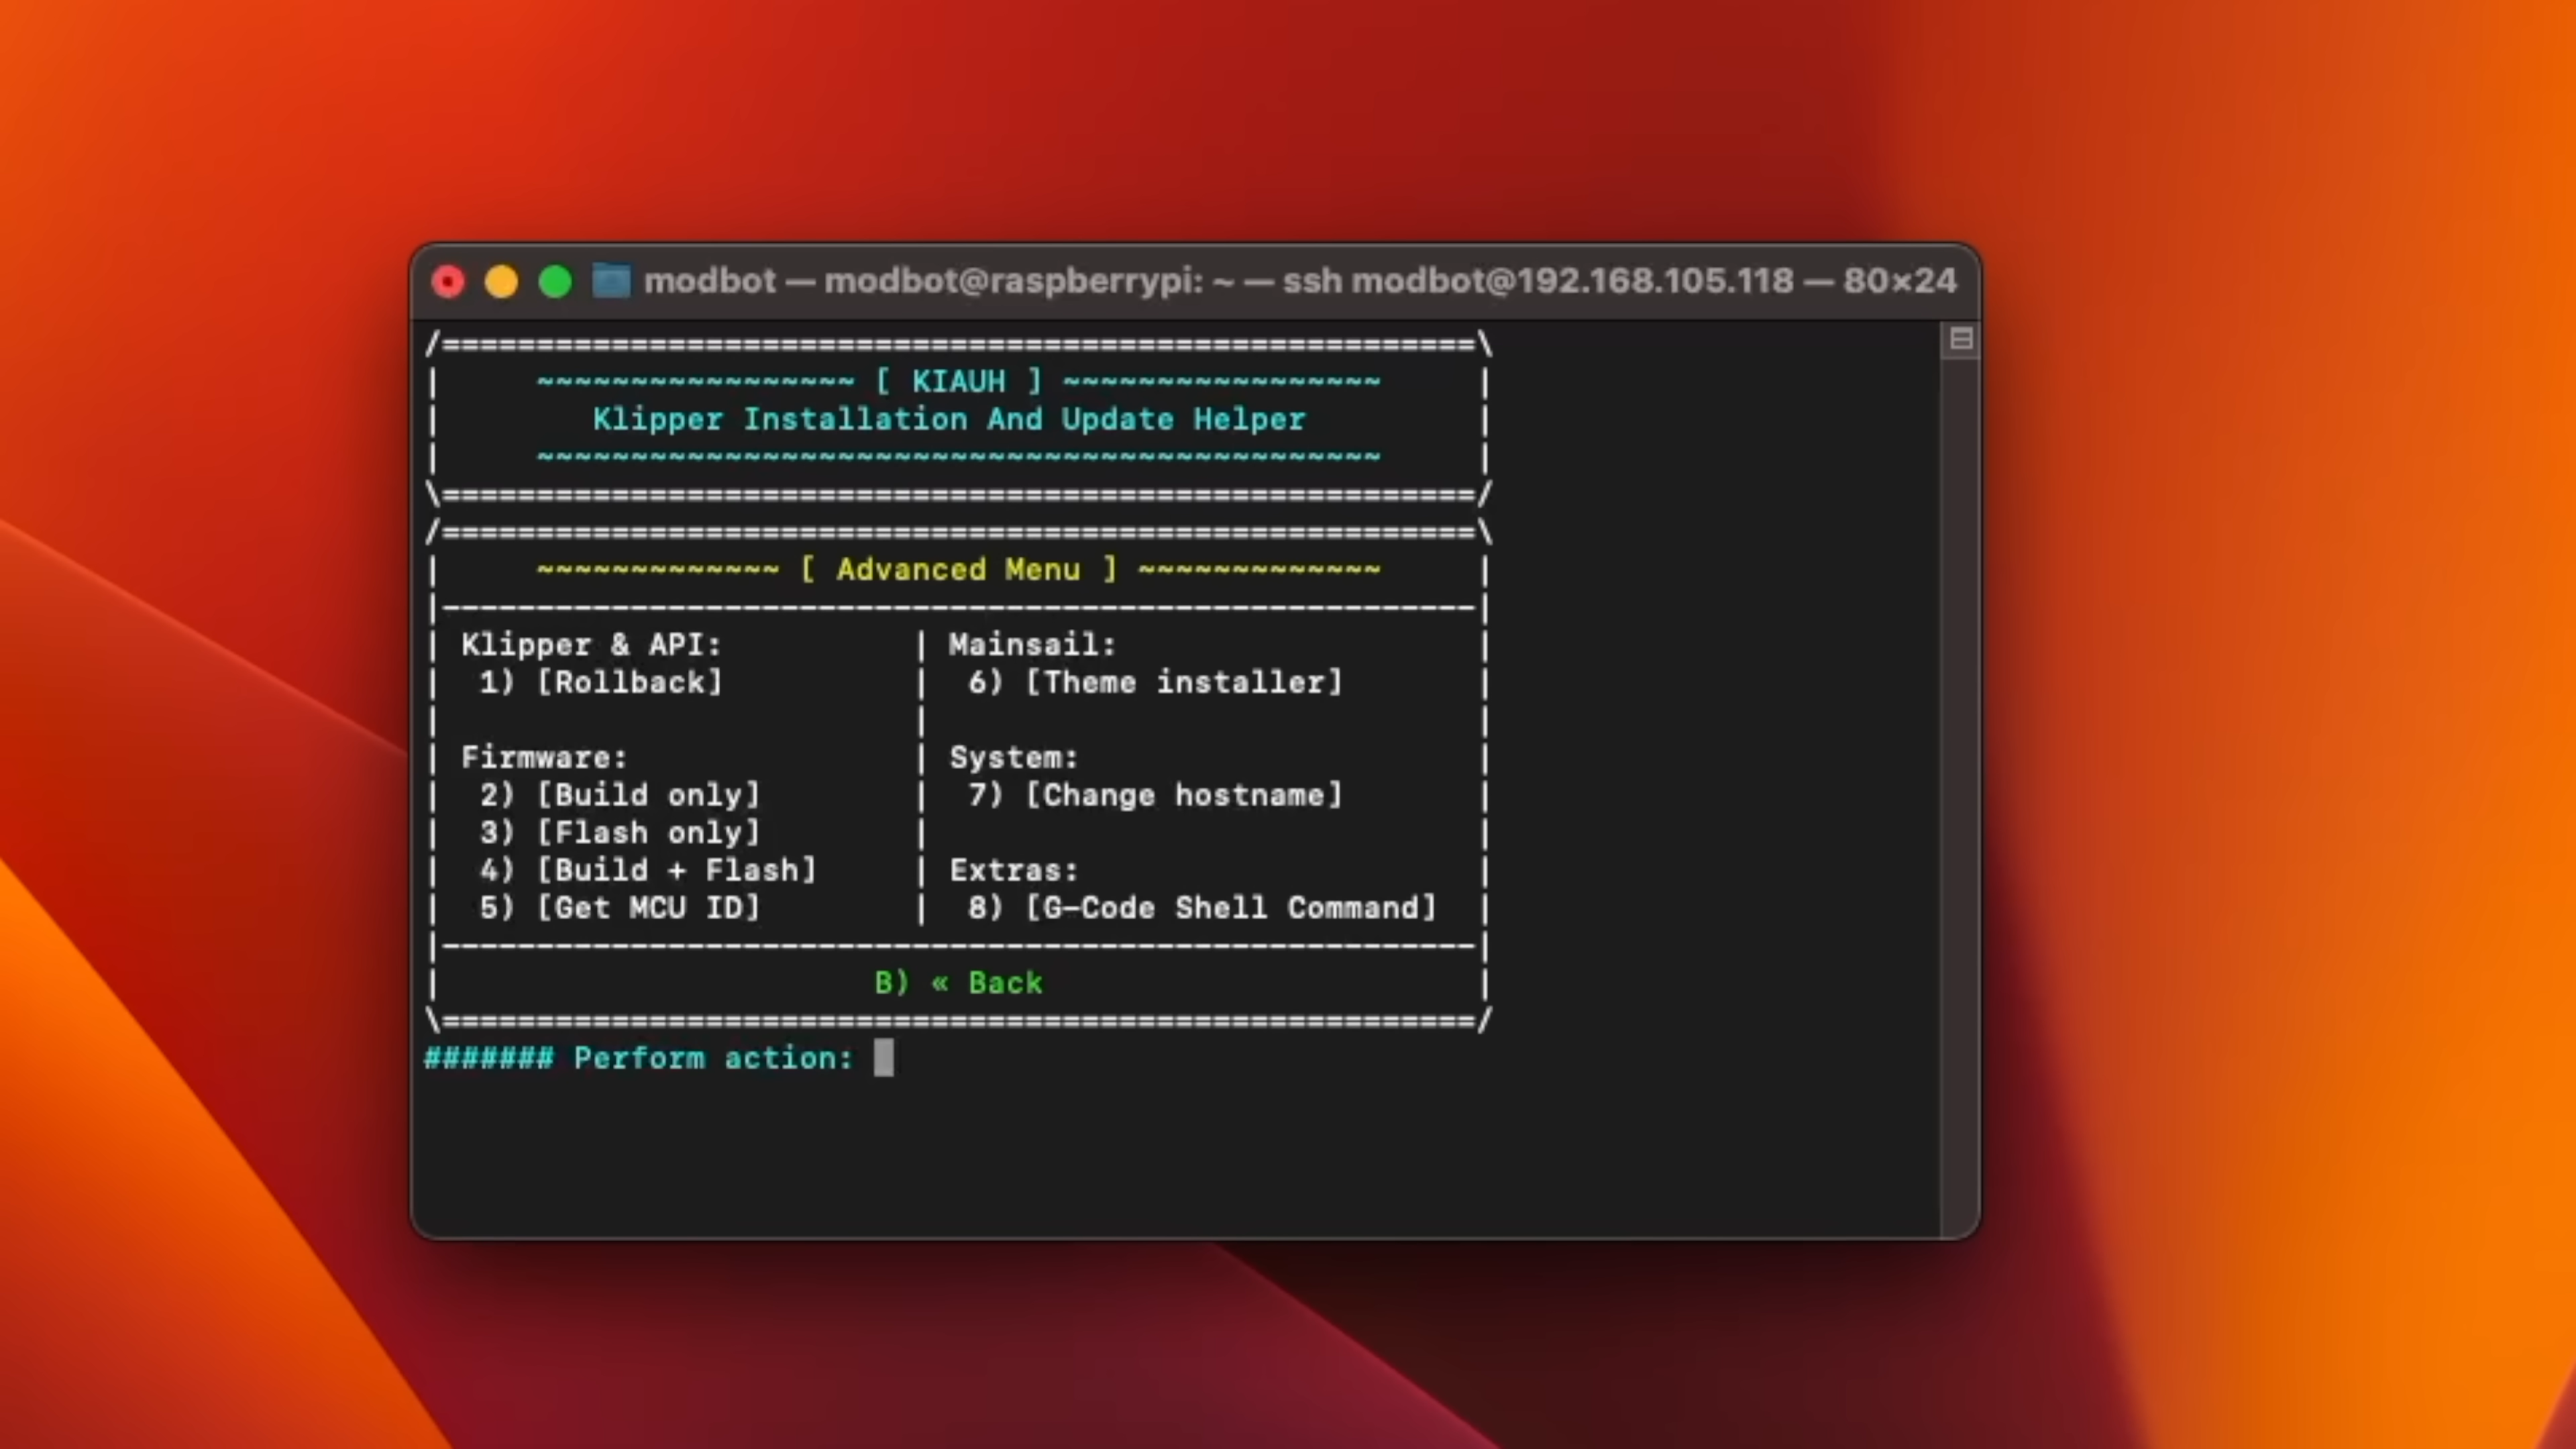 modbot — modbot@raspberrypi: ~ — ssh modbot@192.168.105.118 — 80×24
/=======================================================\
|     ~~~~~~~~~~~~~~~~~ [ KIAUH ] ~~~~~~~~~~~~~~~~~     |
|        Klipper Installation And Update Helper         |
|     ~~~~~~~~~~~~~~~~~~~~~~~~~~~~~~~~~~~~~~~~~~~~~     |
\=======================================================/
/=======================================================\
|     ~~~~~~~~~~~~~ [ Advanced Menu ] ~~~~~~~~~~~~~     |
|-------------------------------------------------------|
| Klipper & API:          | Mainsail:                   |
|  1) [Rollback]          |  6) [Theme installer]       |
|                         |                             |
| Firmware:               | System:                     |
|  2) [Build only]        |  7) [Change hostname]       |
|  3) [Flash only]        |                             |
|  4) [Build + Flash]     | Extras:                     |
|  5) [Get MCU ID]        |  8) [G-Code Shell Command]  |
|-------------------------------------------------------|
|                       B) « Back                       |
\=======================================================/
####### Perform action: